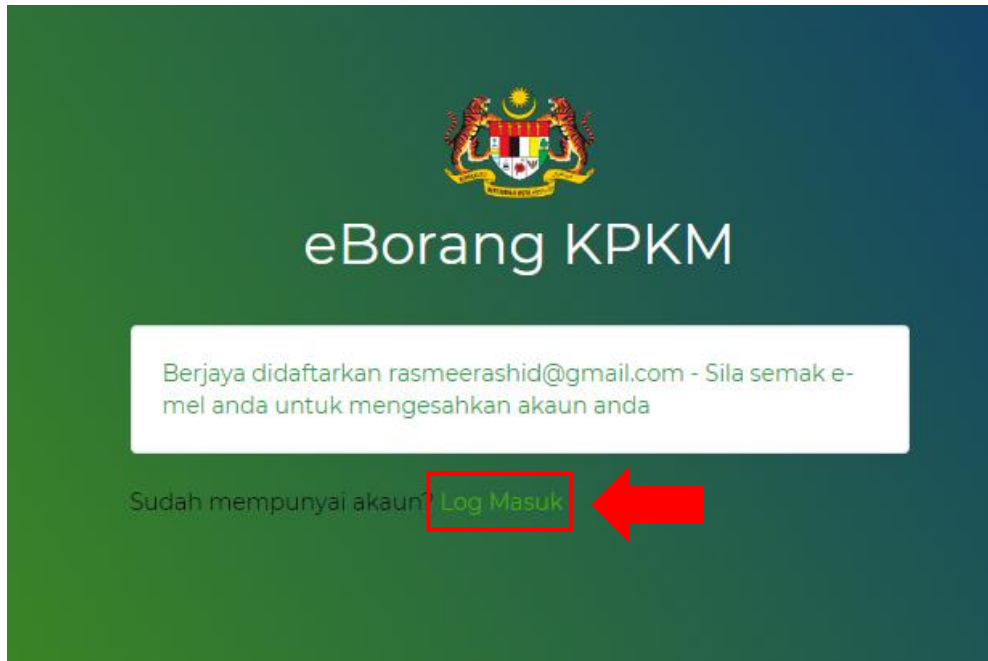 eBorang KPKM
Berjaya didaftarkan rasmeerashid@gmail.com - Sila semak e-
mel anda untuk mengesahkan akaun anda
Sudah mempunyai akaun? Log Masuk